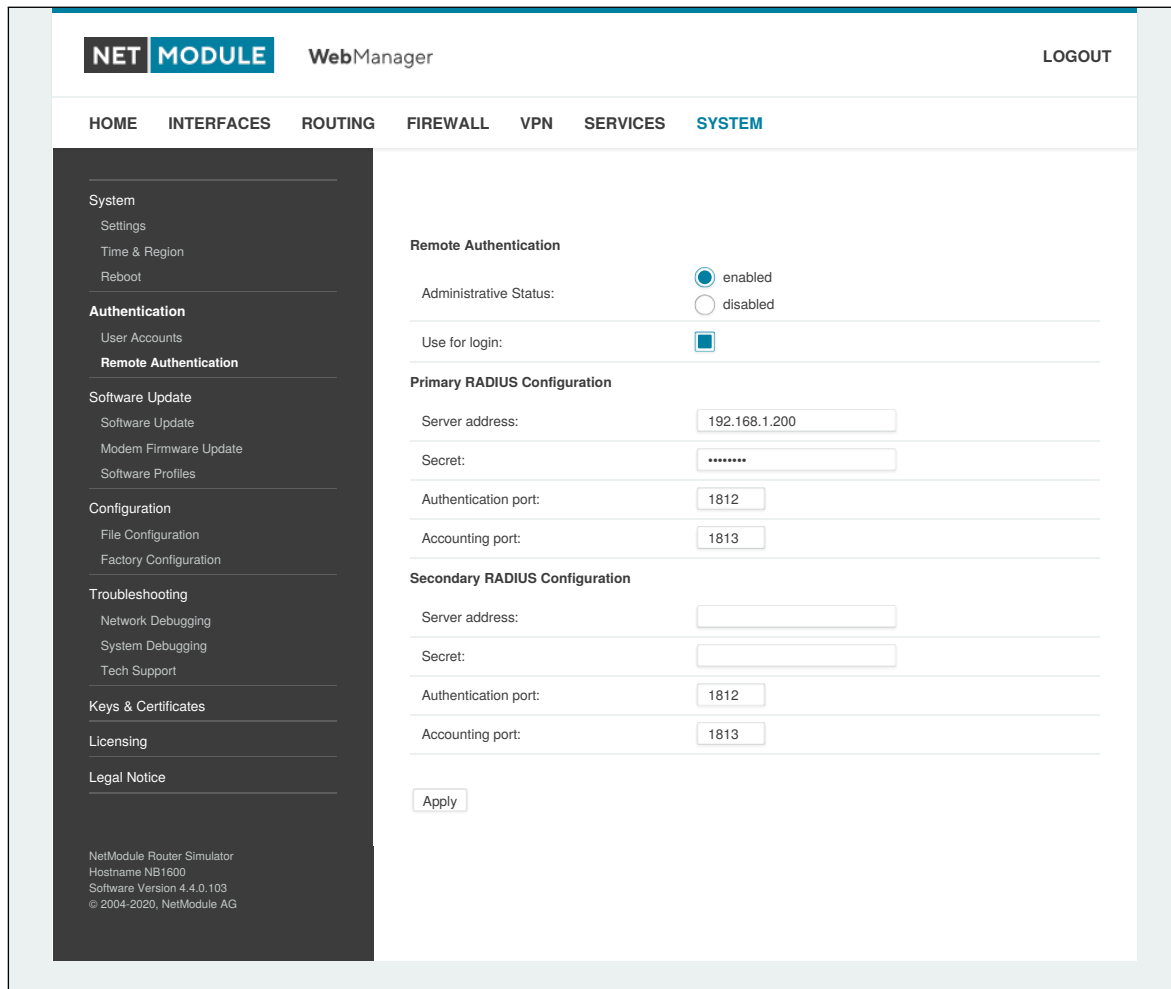 NET MODULE WebManager LOGOUT
HOME INTERFACES ROUTING FIREWALL VPN SERVICES SYSTEM
System
Settings
Time & Region
Reboot
Authentication
User Accounts
Remote Authentication
Software Update
Software Update
Modem Firmware Update
Software Profiles
Configuration
File Configuration
Factory Configuration
Troubleshooting
Network Debugging
System Debugging
Tech Support
Keys & Certificates
Licensing
Legal Notice
NetModule Router Simulator
Hostname NB1600
Software Version 4.4.0.103
© 2004-2020, NetModule AG
Remote Authentication
Administrative Status:
enabled
disabled
Use for login:
Primary RADIUS Configuration
Server address: 192.168.1.200
Secret: ••••••••
Authentication port: 1812
Accounting port: 1813
Secondary RADIUS Configuration
Server address:
Secret:
Authentication port: 1812
Accounting port: 1813
Apply